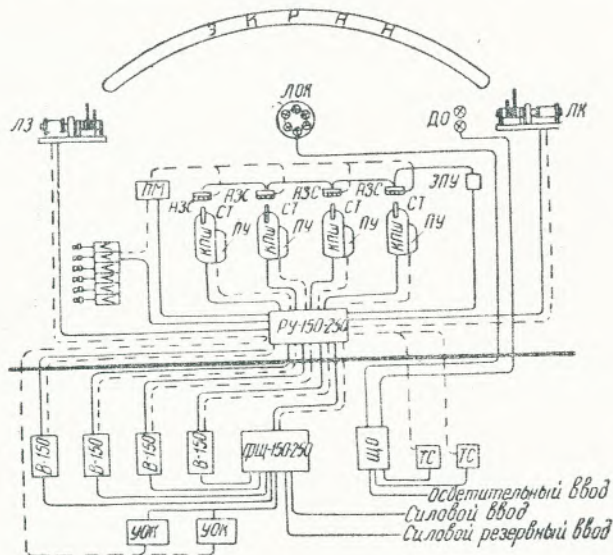 ЭКРАН
ЛЗ
ЛОК
ДО
ЛК
ПМ
АЗС
АЗС
АЗС
АЗС
ЭПУ
СТ
СТ
СТ
СТ
КПШ
ПУ
КПШ
ПУ
КПШ
ПУ
КПШ
ПУ
РУ-150-250
В-150
В-150
В-150
В-150
ФЩ-150-250
ЩО
ТС
ТС
Осветительный ввод
Силовой ввод
Силовой резервный ввод
УОК
УОК